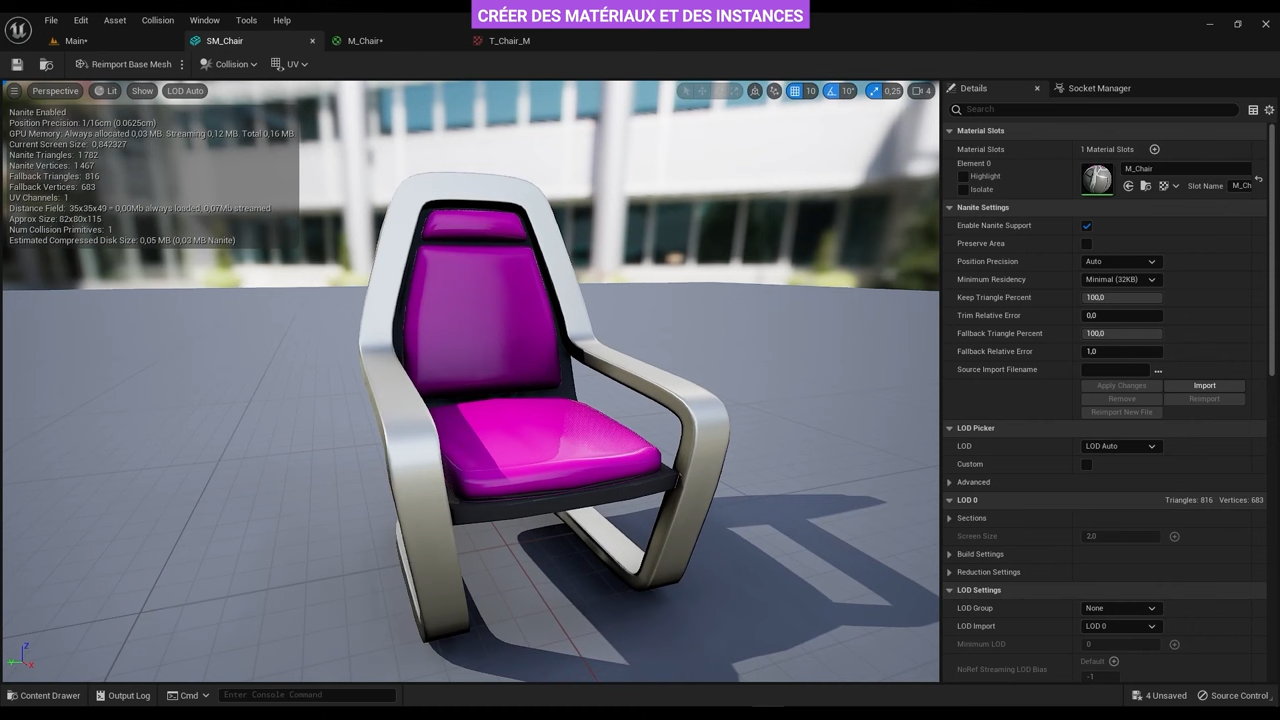 CRÉER DES MATÉRIAUX ET DES INSTANCES
File Edit Asset Collision Window Tools Help
Main* SM_Chair M_Chair* T_Chair_M
Reimport Base Mesh Collision UV
Perspective Lit Show LOD Auto 10 10° 0,25 4
Nanite Enabled
Position Precision: 1/16cm (0.0625cm)
GPU Memory: Always allocated 0,03 MB. Streaming 0,12 MB. Total 0,16 MB
Current Screen Size: 0,842327
Nanite Triangles: 1 782
Nanite Vertices: 1 467
Fallback Triangles: 816
Fallback Vertices: 683
UV Channels: 1
Distance Field: 35x35x49 = 0,00Mb always loaded, 0,07Mb streamed
Approx Size: 82x80x115
Num Collision Primitives: 1
Estimated Compressed Disk Size: 0,05 MB (0,03 MB Nanite)
Z
Y
X
Details Socket Manager
Search
Material Slots
Material Slots 1 Material Slots
Element 0
M_Chair
Highlight
Isolate
Slot Name M_Ch
Nanite Settings
Enable Nanite Support
Preserve Area
Position Precision Auto
Minimum Residency Minimal (32KB)
Keep Triangle Percent 100,0
Trim Relative Error 0,0
Fallback Triangle Percent 100,0
Fallback Relative Error 1,0
Source Import Filename ...
Apply Changes Import
Remove Reimport
Reimport New File
LOD Picker
LOD LOD Auto
Custom
Advanced
LOD 0 Triangles: 816 Vertices: 683
Sections
Screen Size 2,0
Build Settings
Reduction Settings
LOD Settings
LOD Group None
LOD Import LOD 0
Minimum LOD 0
Default
NoRef Streaming LOD Bias
-1
Content Drawer Output Log Cmd Enter Console Command 4 Unsaved Source Control